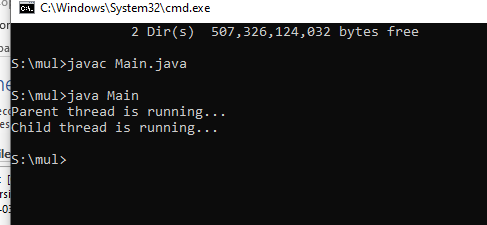 C:\Windows\System32\cmd.exe
2 Dir(s) 507,326,124,032 bytes free
S:\mul>javac Main.java
S:\mul>java Main
Parent thread is running...
Child thread is running...
S:\mul>